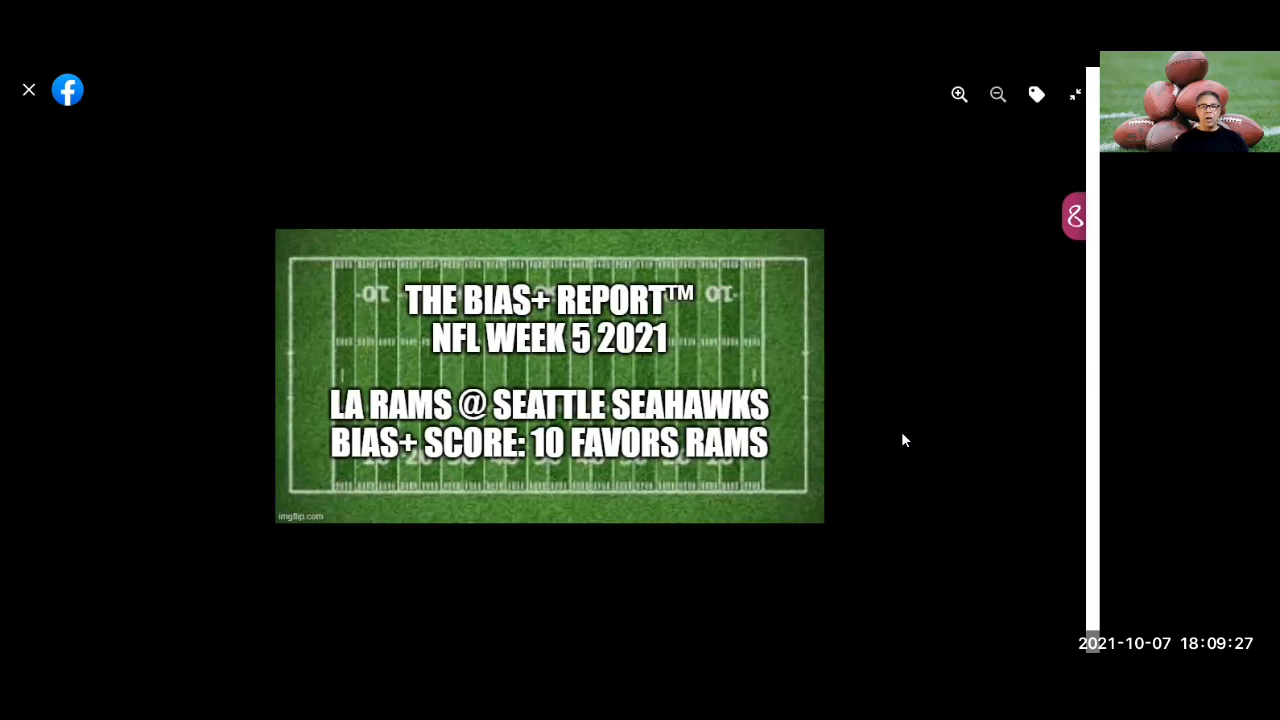 THE BIAS+ REPORT™
NFL WEEK 5 2021
LA RAMS @ SEATTLE SEAHAWKS
BIAS+ SCORE: 10 FAVORS RAMS
imgflip.com
2021-10-07 18:09:27